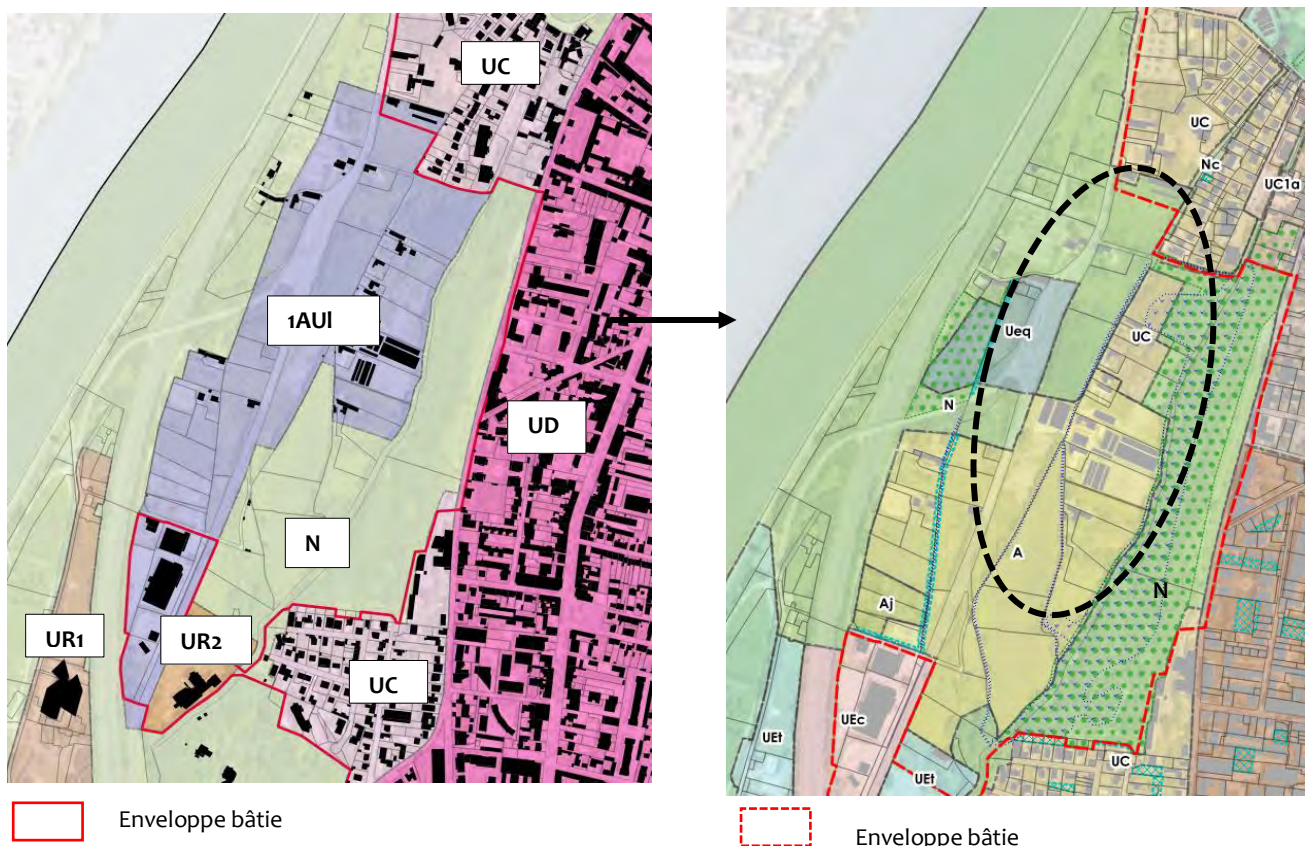 UC
1AUl
UD
N
UR1
UR2
UC
Enveloppe bâtie
UC
Nc
UC1a
Ueq
UC
N
A
N
Aj
UEc
UEt
UEt
UC
Enveloppe bâtie